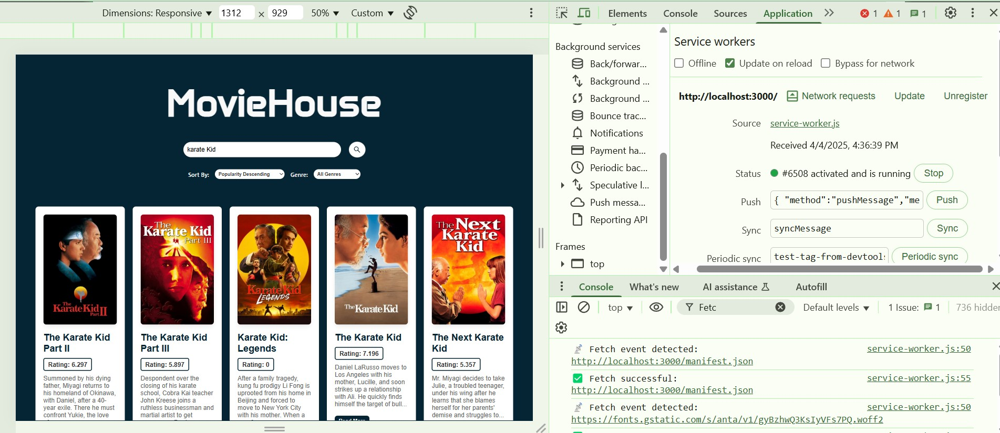 Dimensions: Responsive ▼ 1312 × 929 50% ▼ Custom ▼
MovieHouse
karate Kid
Sort By: Popularity Descending Genre: All Genres
The Karate Kid Part II
The Karate Kid Part III
Karate Kid LEGENDS
The Karate Kid
The Next Karate Kid
The Karate Kid
Part II
Rating: 6.297
Summoned by his dying
father, Miyagi returns to
his homeland of Okinawa,
with Daniel, after a 40-
year exile. There he must
confront Yukie, the love
The Karate Kid
Part III
Rating: 5.897
Despondent over the
closing of his karate
school, Cobra Kai teacher
John Kreese joins a
ruthless businessman and
martial artist to get
Karate Kid:
Legends
Rating: 0
After a family tragedy,
kung fu prodigy Li Fong is
uprooted from his home in
Beijing and forced to
move to New York City
with his mother. When a
The Karate Kid
Rating: 7.196
Daniel LaRusso moves to
Los Angeles with his
mother, Lucille, and soon
strikes up a relationship
with Ali. He quickly finds
himself the target of bull...
Read More
The Next Karate
Kid
Rating: 5.357
Mr. Miyagi decides to take
Julie, a troubled teenager,
under his wing after he
learns that she blames
herself for her parents'
demise and struggles to...
Elements Console Sources Application 1 1 1
Background services
Back/forwar...
Background ...
Background ...
Bounce trac...
Notifications
Payment ha...
Periodic bac...
Speculative l...
Push messa...
Reporting API
Frames
top
Service workers
Offline Update on reload Bypass for network
http://localhost:3000/ Network requests Update Unregister
Source service-worker.js
Received 4/4/2025, 4:36:39 PM
Status #6508 activated and is running Stop
Push { "method":"pushMessage","me Push
Sync syncMessage Sync
Periodic sync test-tag-from-devtools Periodic sync
Console What's new AI assistance Autofill
top ▼ Fetc Default levels ▼ 1 Issue: 1 736 hidden
Fetch event detected: service-worker.js:50
http://localhost:3000/manifest.json
Fetch successful: service-worker.js:55
http://localhost:3000/manifest.json
Fetch event detected: service-worker.js:50
https://fonts.gstatic.com/s/anta/v1/gyBzhwQ3KsIyVFs7PQ.woff2